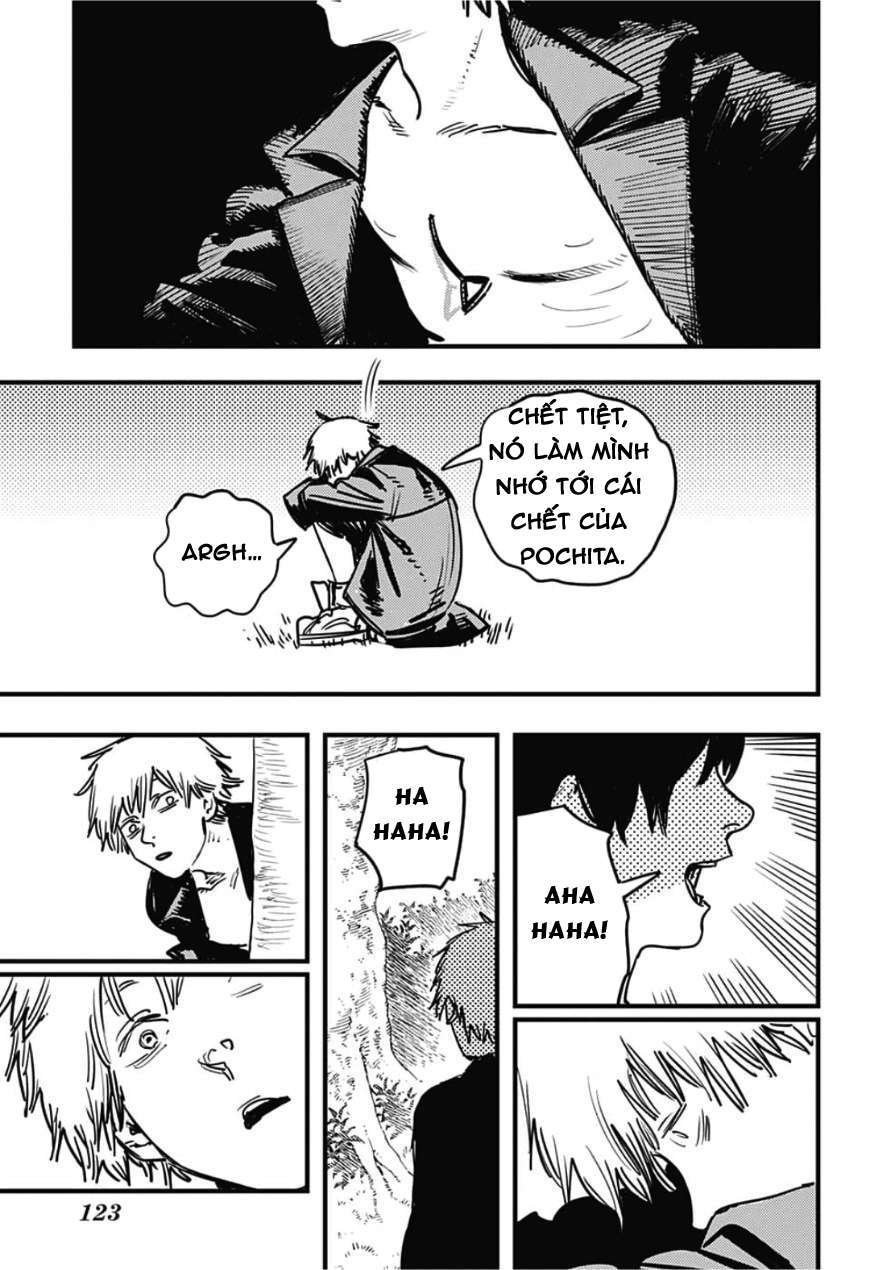 CHẾT TIỆT,
NÓ LÀM MÌNH
NHỚ TỚI CÁI
CHẾT CỦA
POCHITA.
ARGH...
AHA
HAHA!
HA
HAHA!
123